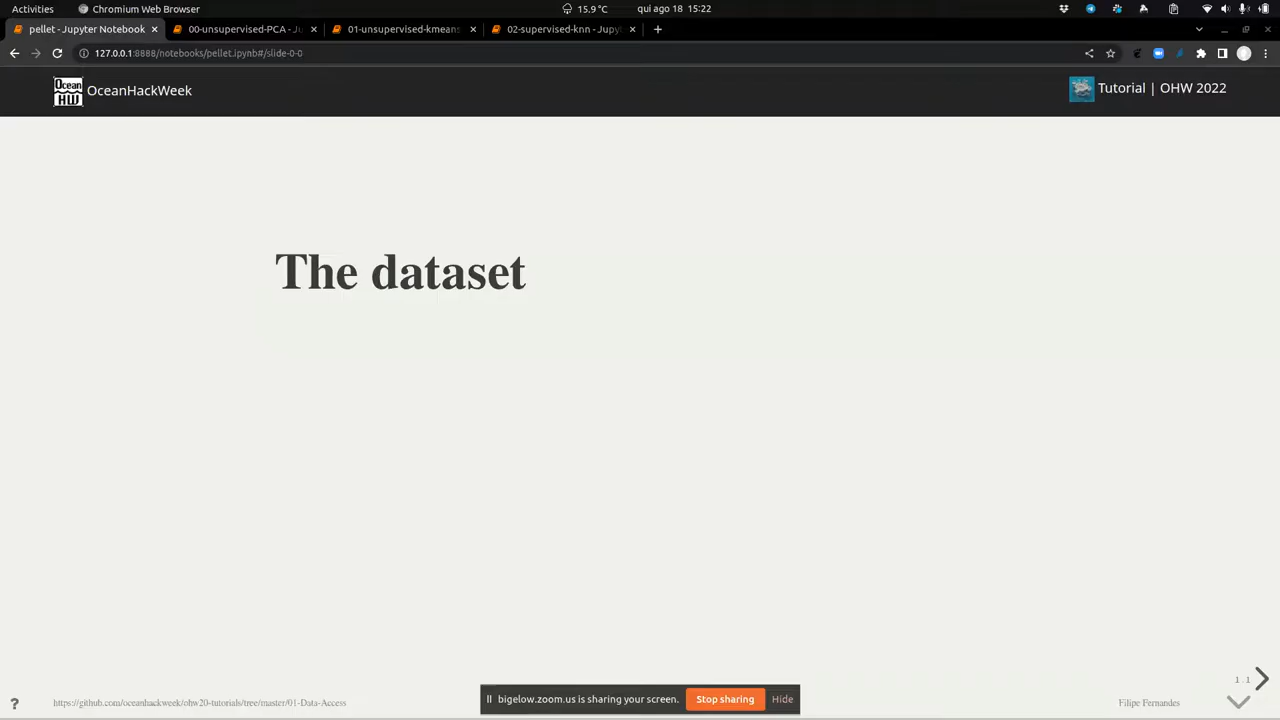 Activities
Chromium Web Browser
15.9 °C
qui ago 18 15:22
pellet - Jupyter Notebook
00-unsupervised-PCA - Ju
01-unsupervised-kmeans
02-supervised-knn - Jupy
127.0.0.1:8888/notebooks/pellet.ipynb#/slide-0-0
Ocean
HW
OceanHackWeek
Tutorial | OHW 2022
The dataset
1.1
?
https://github.com/oceanhackweek/ohw20-tutorials/tree/master/01-Data-Access
bigelow.zoom.us is sharing your screen.
Stop sharing
Hide
Filipe Fernandes